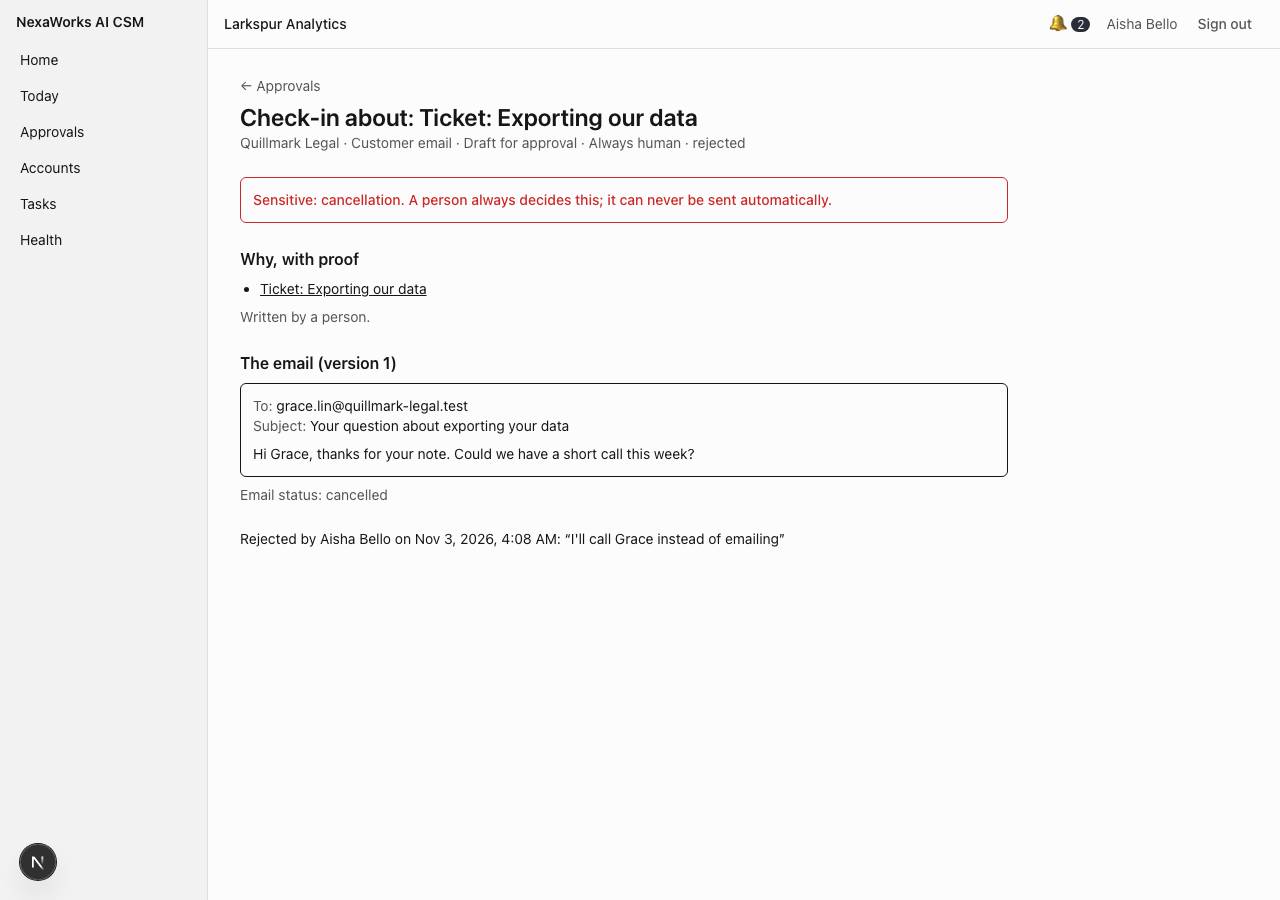 NexaWorks AI CSM
Home
Today
Approvals
Accounts
Tasks
Health
Larkspur Analytics
2
Aisha Bello
Sign out
← Approvals
Check-in about: Ticket: Exporting our data
Quillmark Legal · Customer email · Draft for approval · Always human · rejected
Sensitive: cancellation. A person always decides this; it can never be sent automatically.
Why, with proof
• Ticket: Exporting our data
Written by a person.
The email (version 1)
To: grace.lin@quillmark-legal.test
Subject: Your question about exporting your data
Hi Grace, thanks for your note. Could we have a short call this week?
Email status: cancelled
Rejected by Aisha Bello on Nov 3, 2026, 4:08 AM: “I'll call Grace instead of emailing”
N